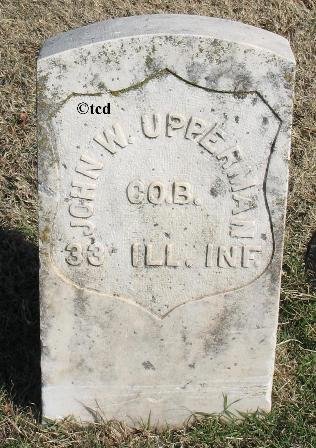 ©tcd
JOHN W. UPPERMAN
CO.B.
33 ILL. INF